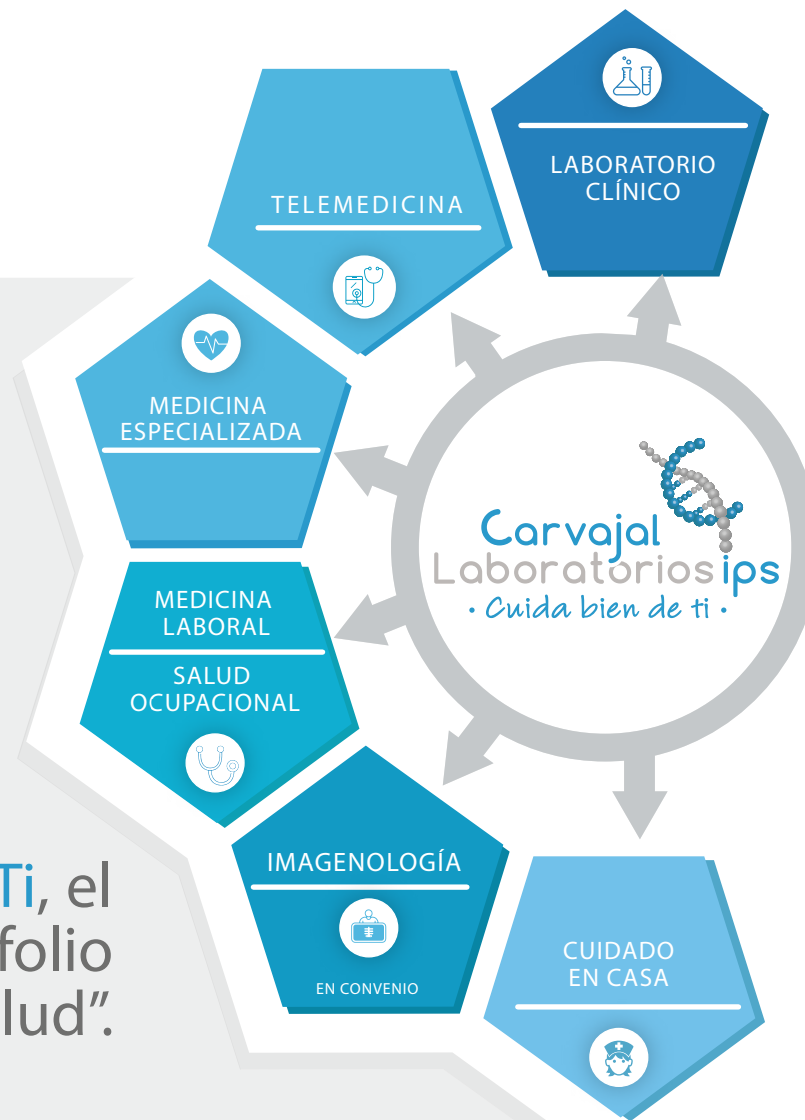 LABORATORIO
CLÍNICO
TELEMEDICINA
MEDICINA
ESPECIALIZADA
Carvajal
Laboratorios ips
• Cuida bien de ti •
MEDICINA
LABORAL
SALUD
OCUPACIONAL
IMAGENOLOGÍA
EN CONVENIO
CUIDADO
EN CASA
Ti, el
folio
lud”.